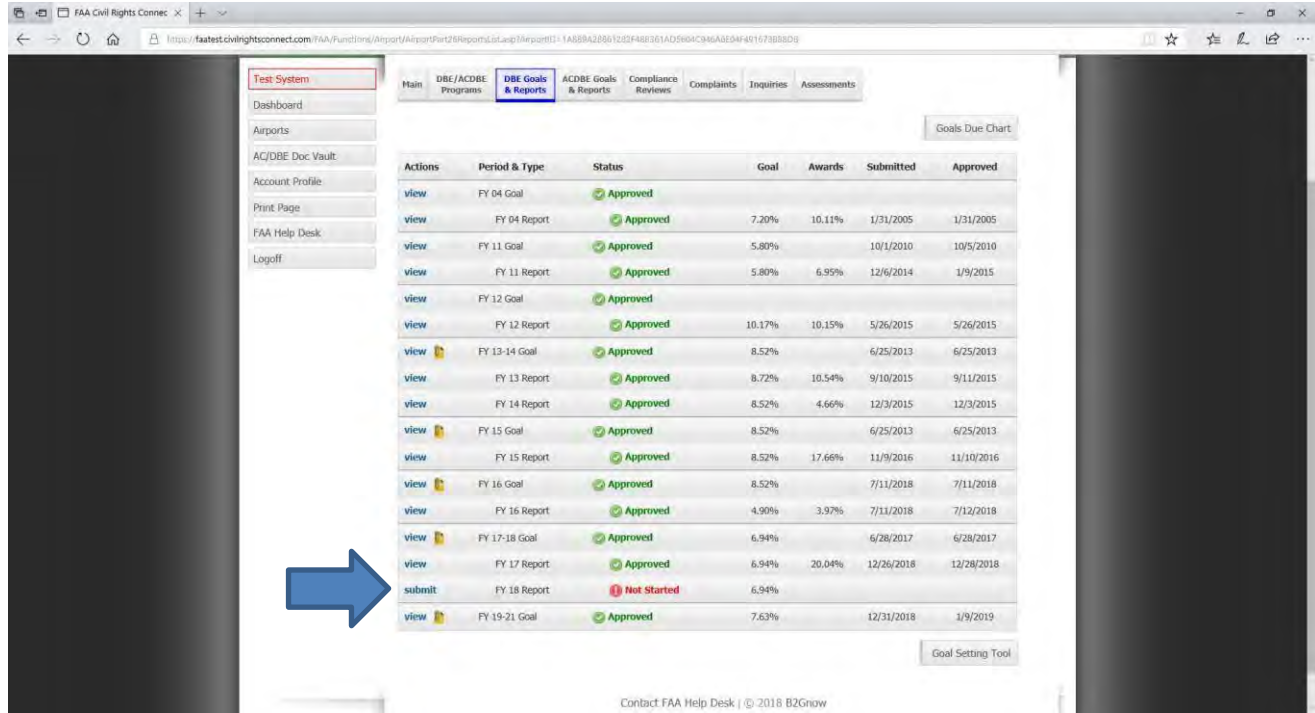 FAA Civil Rights Connec
Test System
Dashboard
Airports
AC/DBE Doc Vault
Account Profile
Print Page
FAA Help Desk
Logoff
Main DBE/ACDBE Programs DBE Goals & Reports ACDBE Goals & Reports Compliance Reviews Complaints Inquiries Assessments
Goals Due Chart
Actions Period & Type Status Goal Awards Submitted Approved
view FY 04 Goal Approved
view FY 04 Report Approved 7.20% 10.11% 1/31/2005 1/31/2005
view FY 11 Goal Approved 5.80% 10/1/2010 10/5/2010
view FY 11 Report Approved 5.80% 6.95% 12/6/2014 1/9/2015
view FY 12 Goal Approved
view FY 12 Report Approved 10.17% 10.15% 5/26/2015 5/26/2015
view FY 13-14 Goal Approved 8.52% 6/25/2013 6/25/2013
view FY 13 Report Approved 8.72% 10.54% 9/10/2015 9/11/2015
view FY 14 Report Approved 8.52% 4.66% 12/3/2015 12/3/2015
view FY 15 Goal Approved 8.52% 6/25/2013 6/25/2013
view FY 15 Report Approved 8.52% 17.66% 11/9/2016 11/10/2016
view FY 16 Goal Approved 8.52% 7/11/2018 7/11/2018
view FY 16 Report Approved 4.90% 3.97% 7/11/2018 7/12/2018
view FY 17-18 Goal Approved 6.94% 6/28/2017 6/28/2017
view FY 17 Report Approved 6.94% 20.04% 12/26/2018 12/28/2018
submit FY 18 Report Not Started 6.94%
view FY 19-21 Goal Approved 7.63% 12/31/2018 1/9/2019
Goal Setting Tool
Contact FAA Help Desk | © 2018 B2Gnow